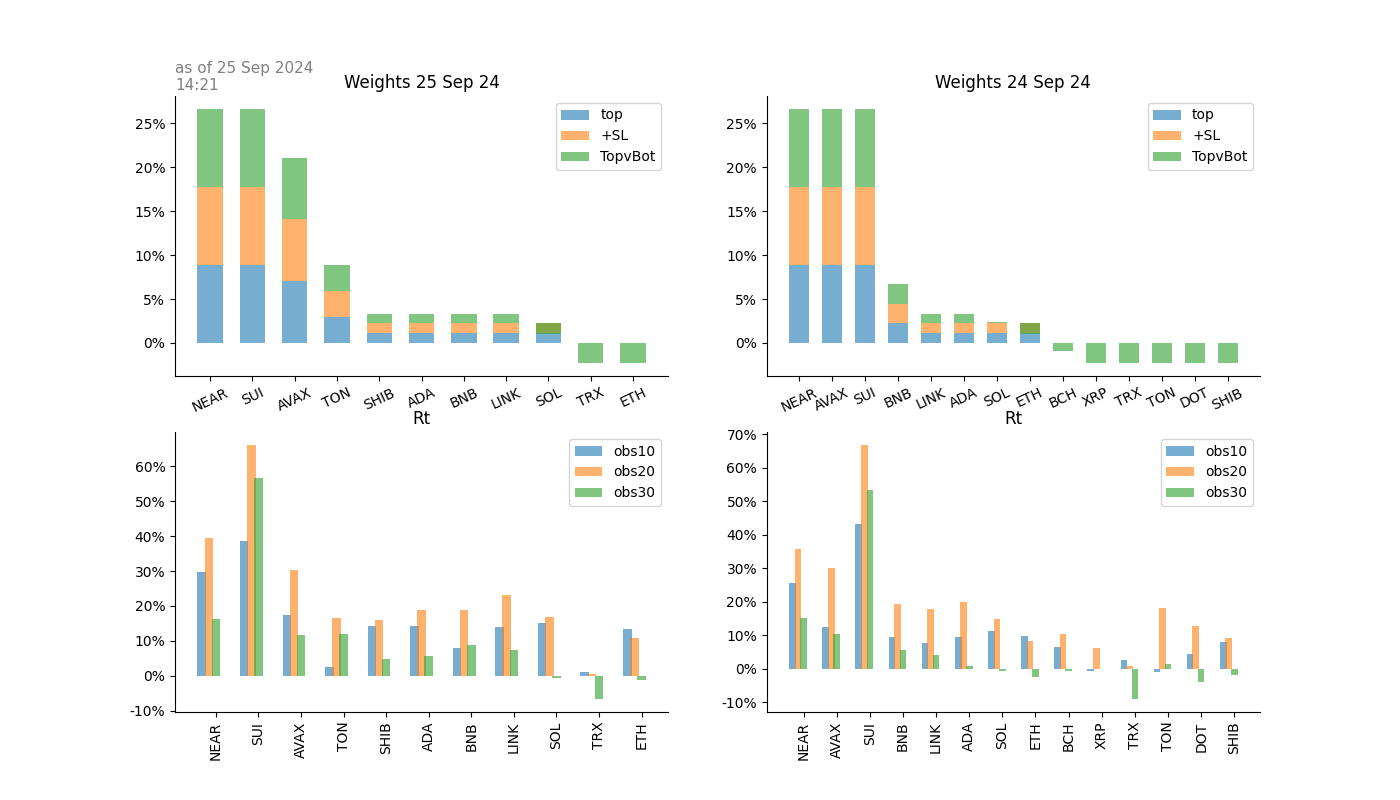 as of 25 Sep 2024
14:21
Weights 25 Sep 24
25%
20%
15%
10%
5%
0%
top
+SL
TopvBot
NEAR SUI AVAX TON SHIB ADA BNB LINK SOL TRX ETH
Weights 24 Sep 24
25%
20%
15%
10%
5%
0%
top
+SL
TopvBot
NEAR AVAX SUI BNB LINK ADA SOL ETH BCH XRP TRX TON DOT SHIB
Rt
60%
50%
40%
30%
20%
10%
0%
-10%
obs10
obs20
obs30
NEAR SUI AVAX TON SHIB ADA BNB LINK SOL TRX ETH
Rt
70%
60%
50%
40%
30%
20%
10%
0%
-10%
obs10
obs20
obs30
NEAR AVAX SUI BNB LINK ADA SOL ETH BCH XRP TRX TON DOT SHIB